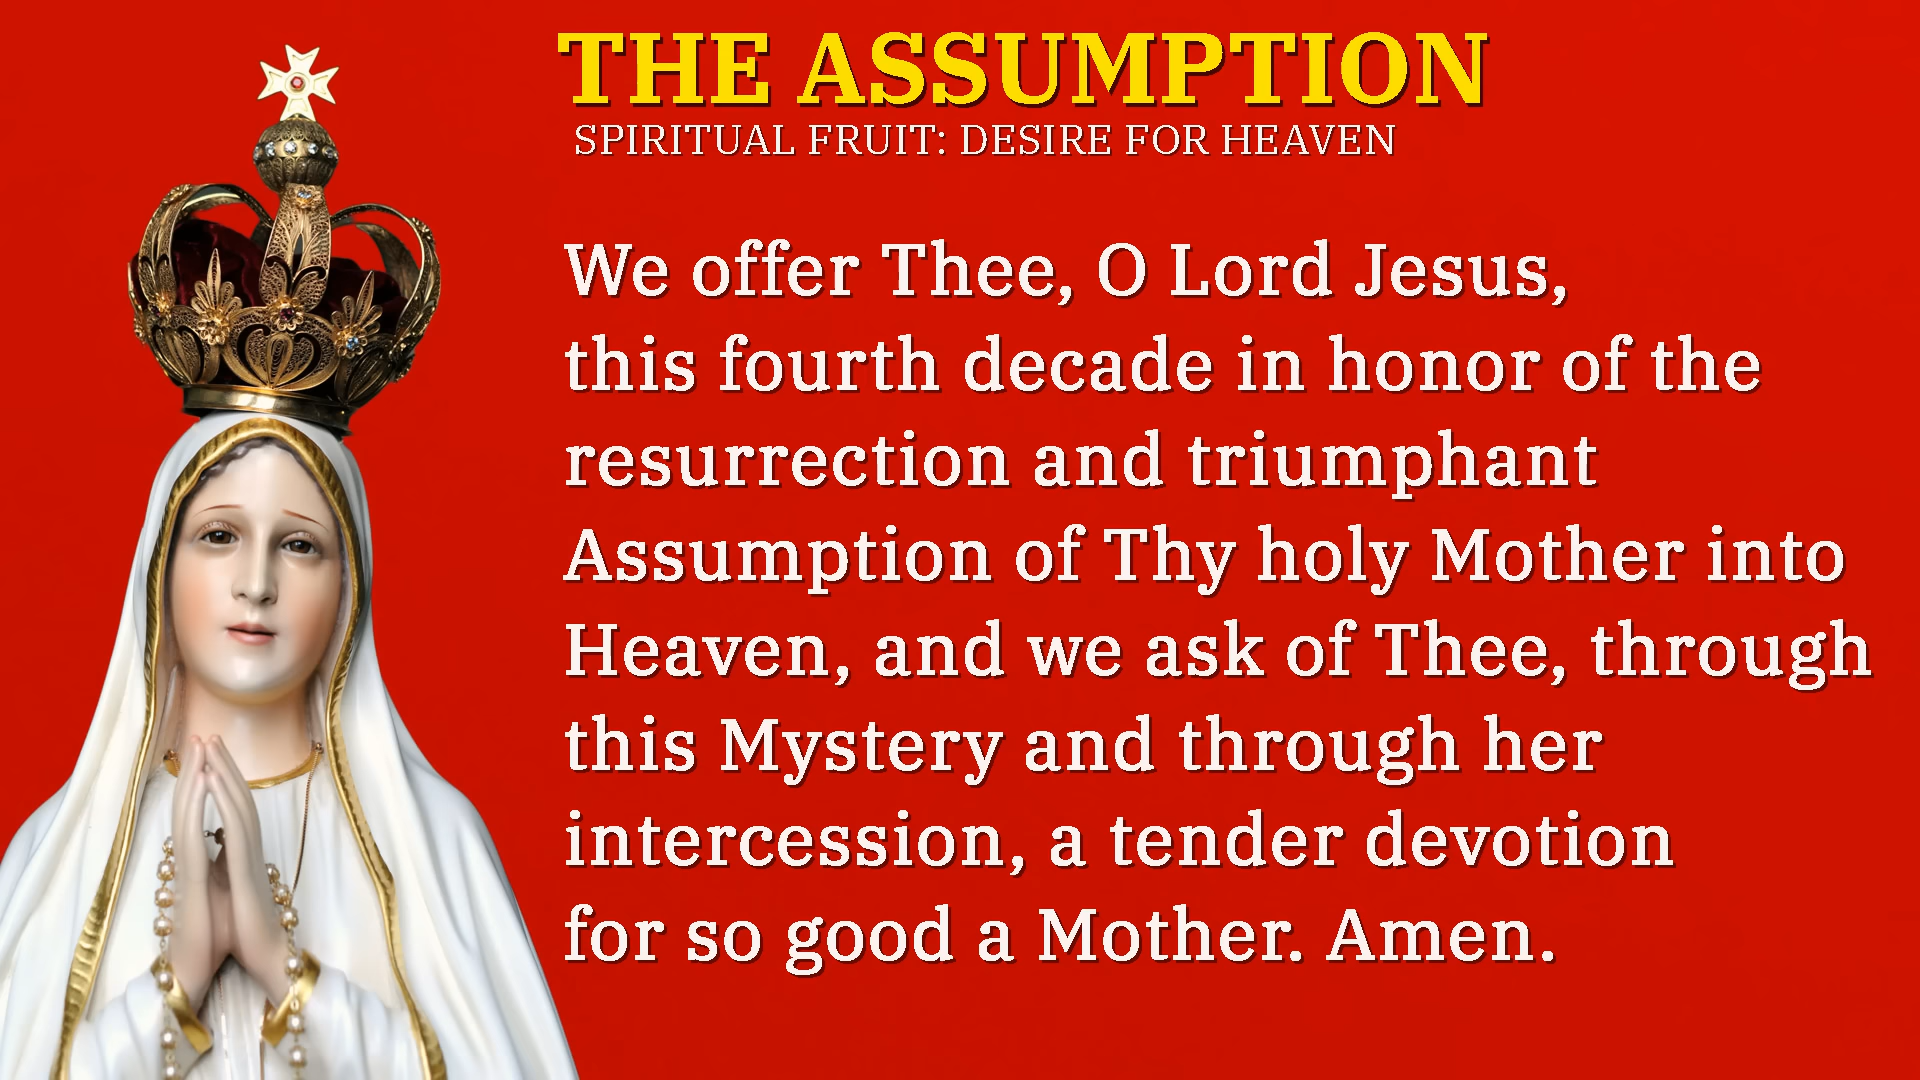 THE ASSUMPTION
SPIRITUAL FRUIT: DESIRE FOR HEAVEN
We offer Thee, O Lord Jesus,
this fourth decade in honor of the
resurrection and triumphant
Assumption of Thy holy Mother into
Heaven, and we ask of Thee, through
this Mystery and through her
intercession, a tender devotion
for so good a Mother. Amen.